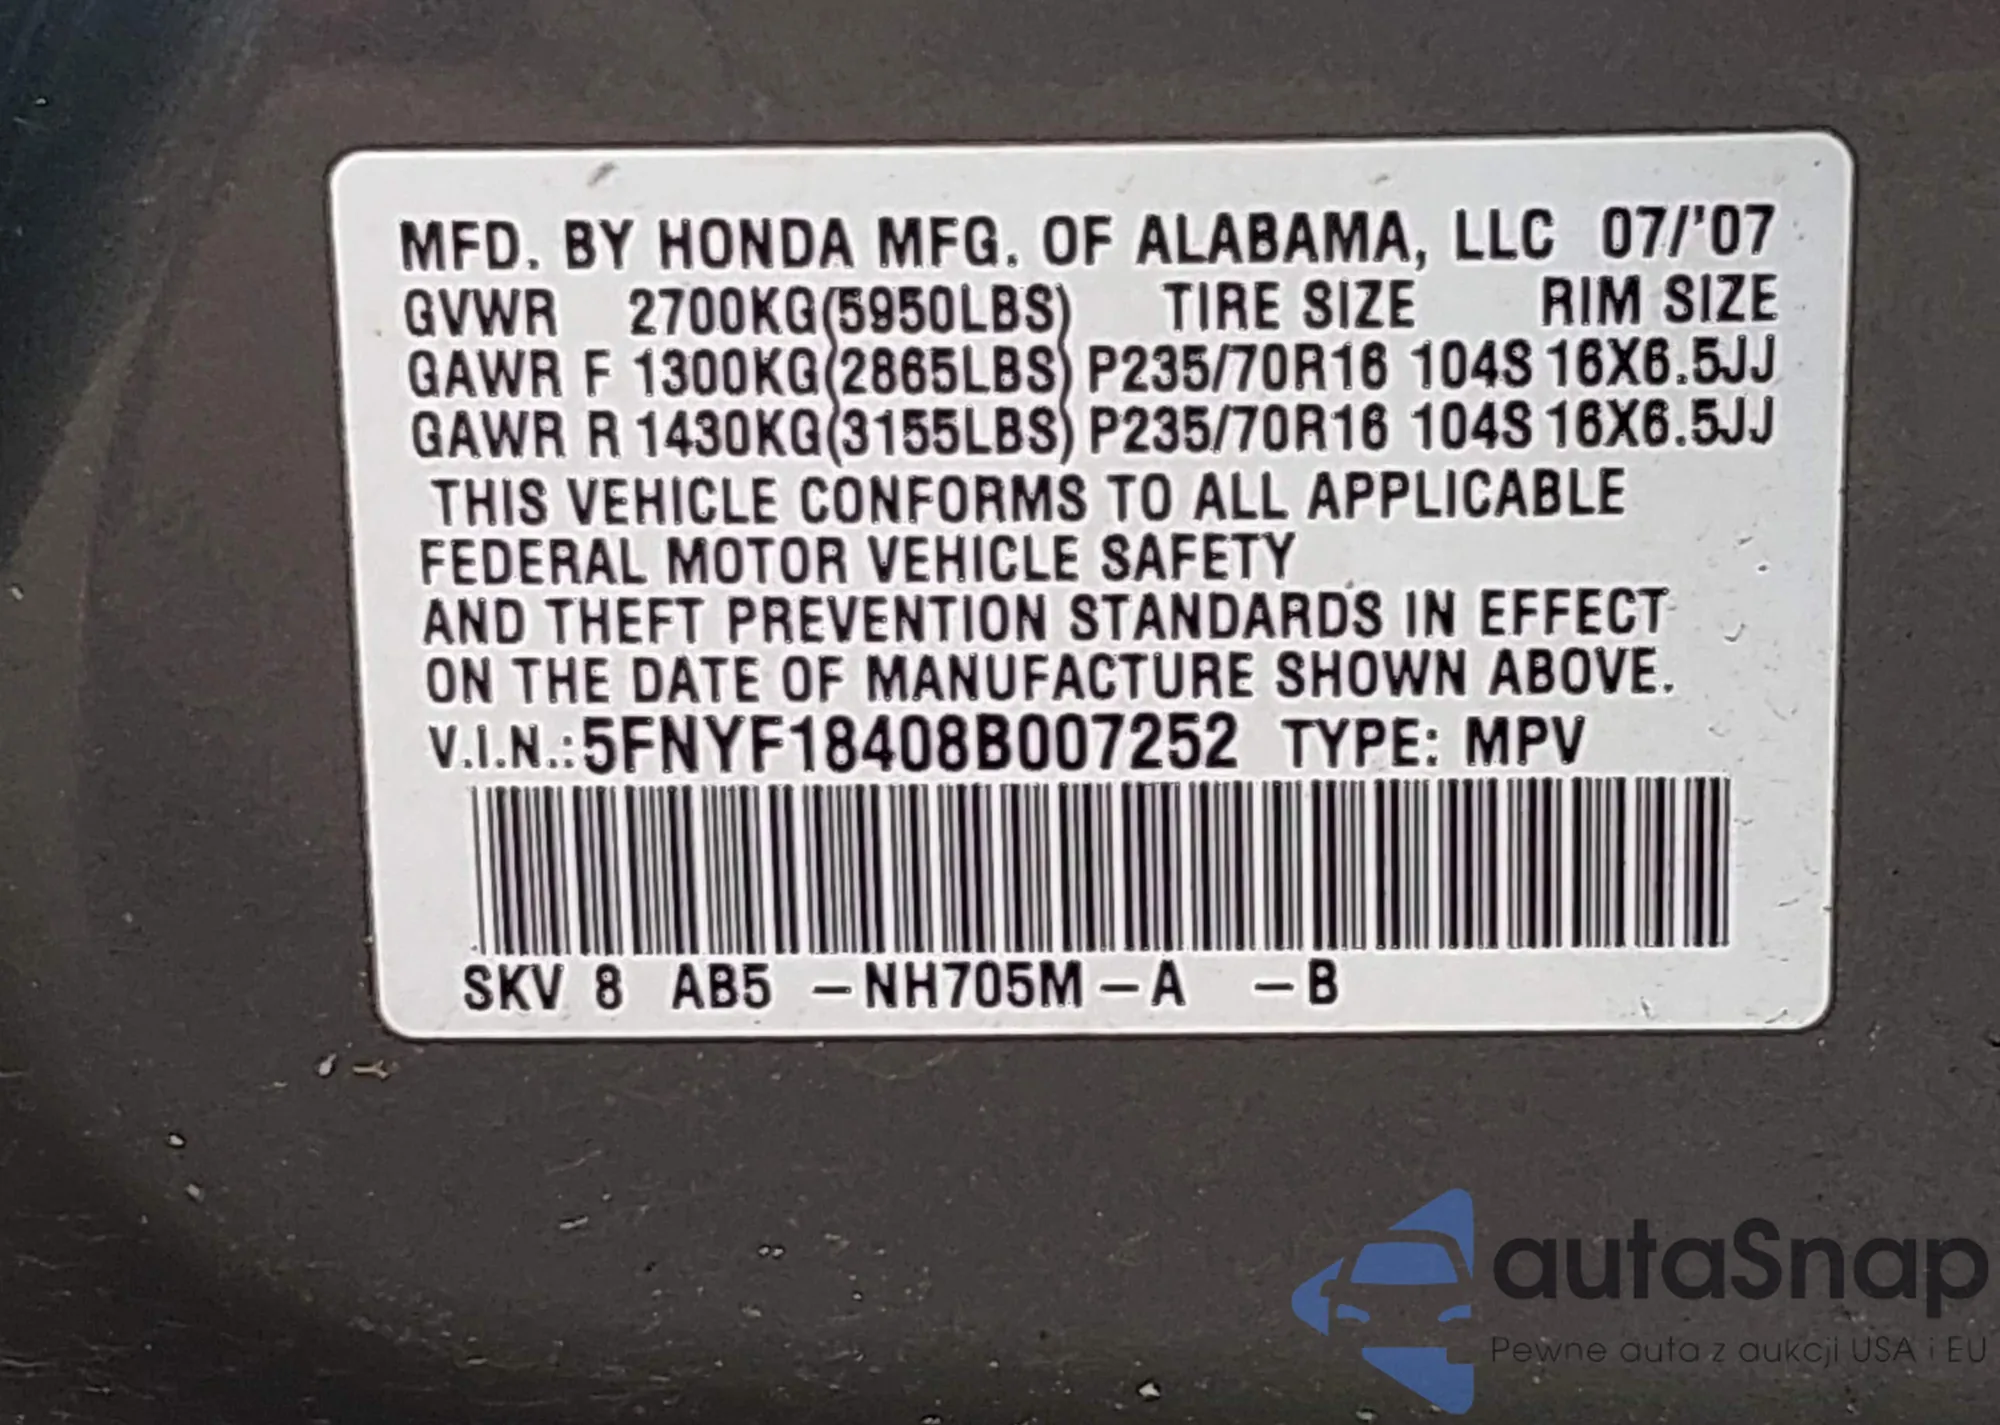 MFD. BY HONDA MFG. OF ALABAMA, LLC 07/'07
GVWR 2700KG(5950LBS) TIRE SIZE RIM SIZE
GAWR F 1300KG(2865LBS) P235/70R16 104S 16X6.5JJ
GAWR R 1430KG(3155LBS) P235/70R16 104S 16X6.5JJ
THIS VEHICLE CONFORMS TO ALL APPLICABLE
FEDERAL MOTOR VEHICLE SAFETY
AND THEFT PREVENTION STANDARDS IN EFFECT
ON THE DATE OF MANUFACTURE SHOWN ABOVE.
V.I.N.:5FNYF18408B007252 TYPE: MPV
SKV 8 AB5 -NH705M-A -B
autaSnap
Pewne auta z aukcji USA i EU